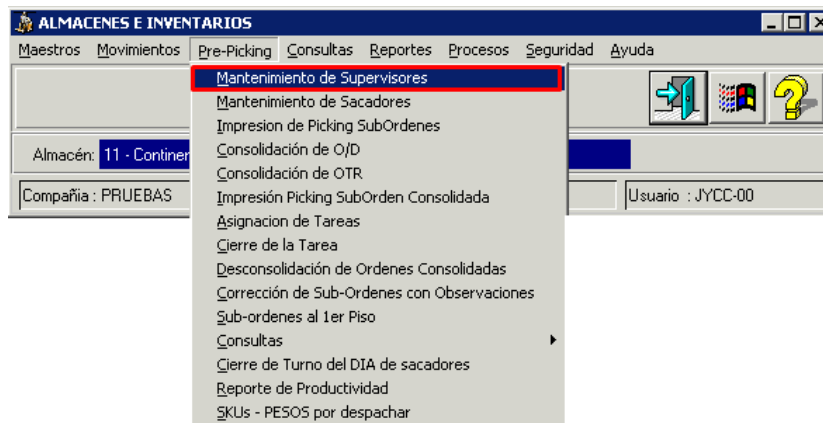 ALMACENES E INVENTARIOS
Maestros Movimientos Pre-Picking Consultas Reportes Procesos Seguridad Ayuda
Mantenimiento de Supervisores
Mantenimiento de Sacadores
Impresion de Picking SubOrdenes
Almacén: 11 - Continer
Consolidación de O/D
Consolidación de OTR
Compañia : PRUEBAS
Impresión Picking SubOrden Consolidada
Usuario : JYCC-00
Asignacion de Tareas
Cierre de la Tarea
Desconsolidación de Ordenes Consolidadas
Corrección de Sub-Ordenes con Observaciones
Sub-ordenes al 1er Piso
Consultas
Cierre de Turno del DIA de sacadores
Reporte de Productividad
SKUs - PESOS por despachar